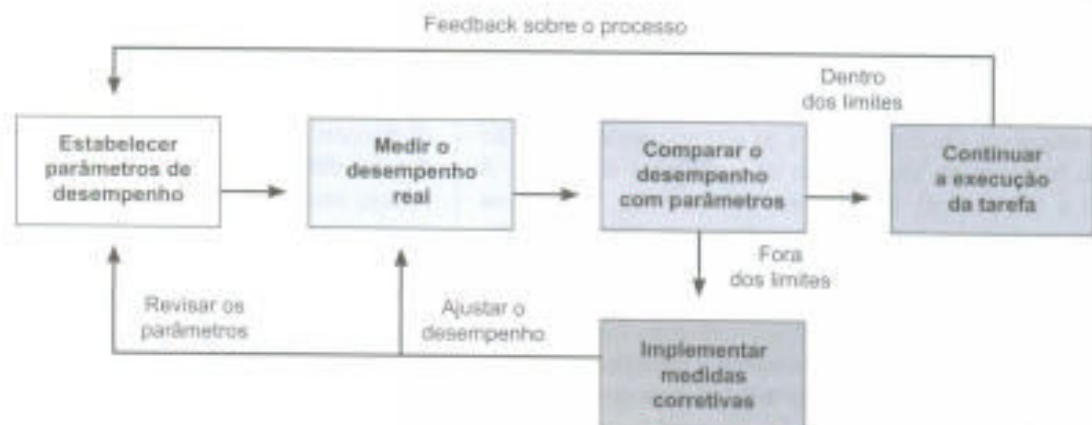 Feedback sobre o processo
Dentro
dos limites
Estabelecer
parâmetros de
desempenho
Medir o
desempenho
real
Comparar o
desempenho
com parâmetros
Continuar
a execução
da tarefa
Fora
dos limites
Revisar os
parâmetros
Ajustar o
desempenho
Implementar
medidas
corretivas